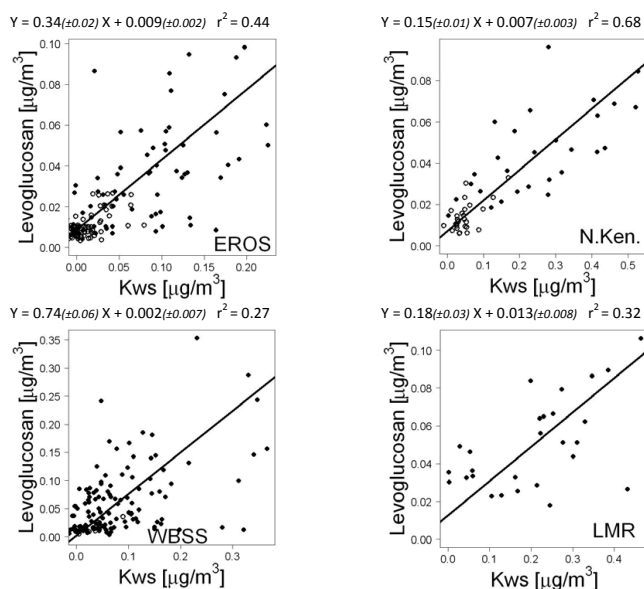 Y = 0.34(±0.02) X + 0.009(±0.002) r² = 0.44
Levoglucosan [µg/m³]
0.10
0.08
0.06
0.04
0.02
0.00
EROS
0.00 0.05 0.10 0.15 0.20
Kws [µg/m³]
Y = 0.15(±0.01) X + 0.007(±0.003) r² = 0.68
Levoglucosan [µg/m³]
0.08
0.06
0.04
0.02
0.00
N.Ken.
0.0 0.1 0.2 0.3 0.4 0.5
Kws [µg/m³]
Y = 0.74(±0.06) X + 0.002(±0.007) r² = 0.27
Levoglucosan [µg/m³]
0.35
0.30
0.25
0.20
0.15
0.10
0.05
0.00
WBSS
0.0 0.1 0.2 0.3
Kws [µg/m³]
Y = 0.18(±0.03) X + 0.013(±0.008) r² = 0.32
Levoglucosan [µg/m³]
0.10
0.08
0.06
0.04
0.02
0.00
LMR
0.0 0.1 0.2 0.3 0.4
Kws [µg/m³]